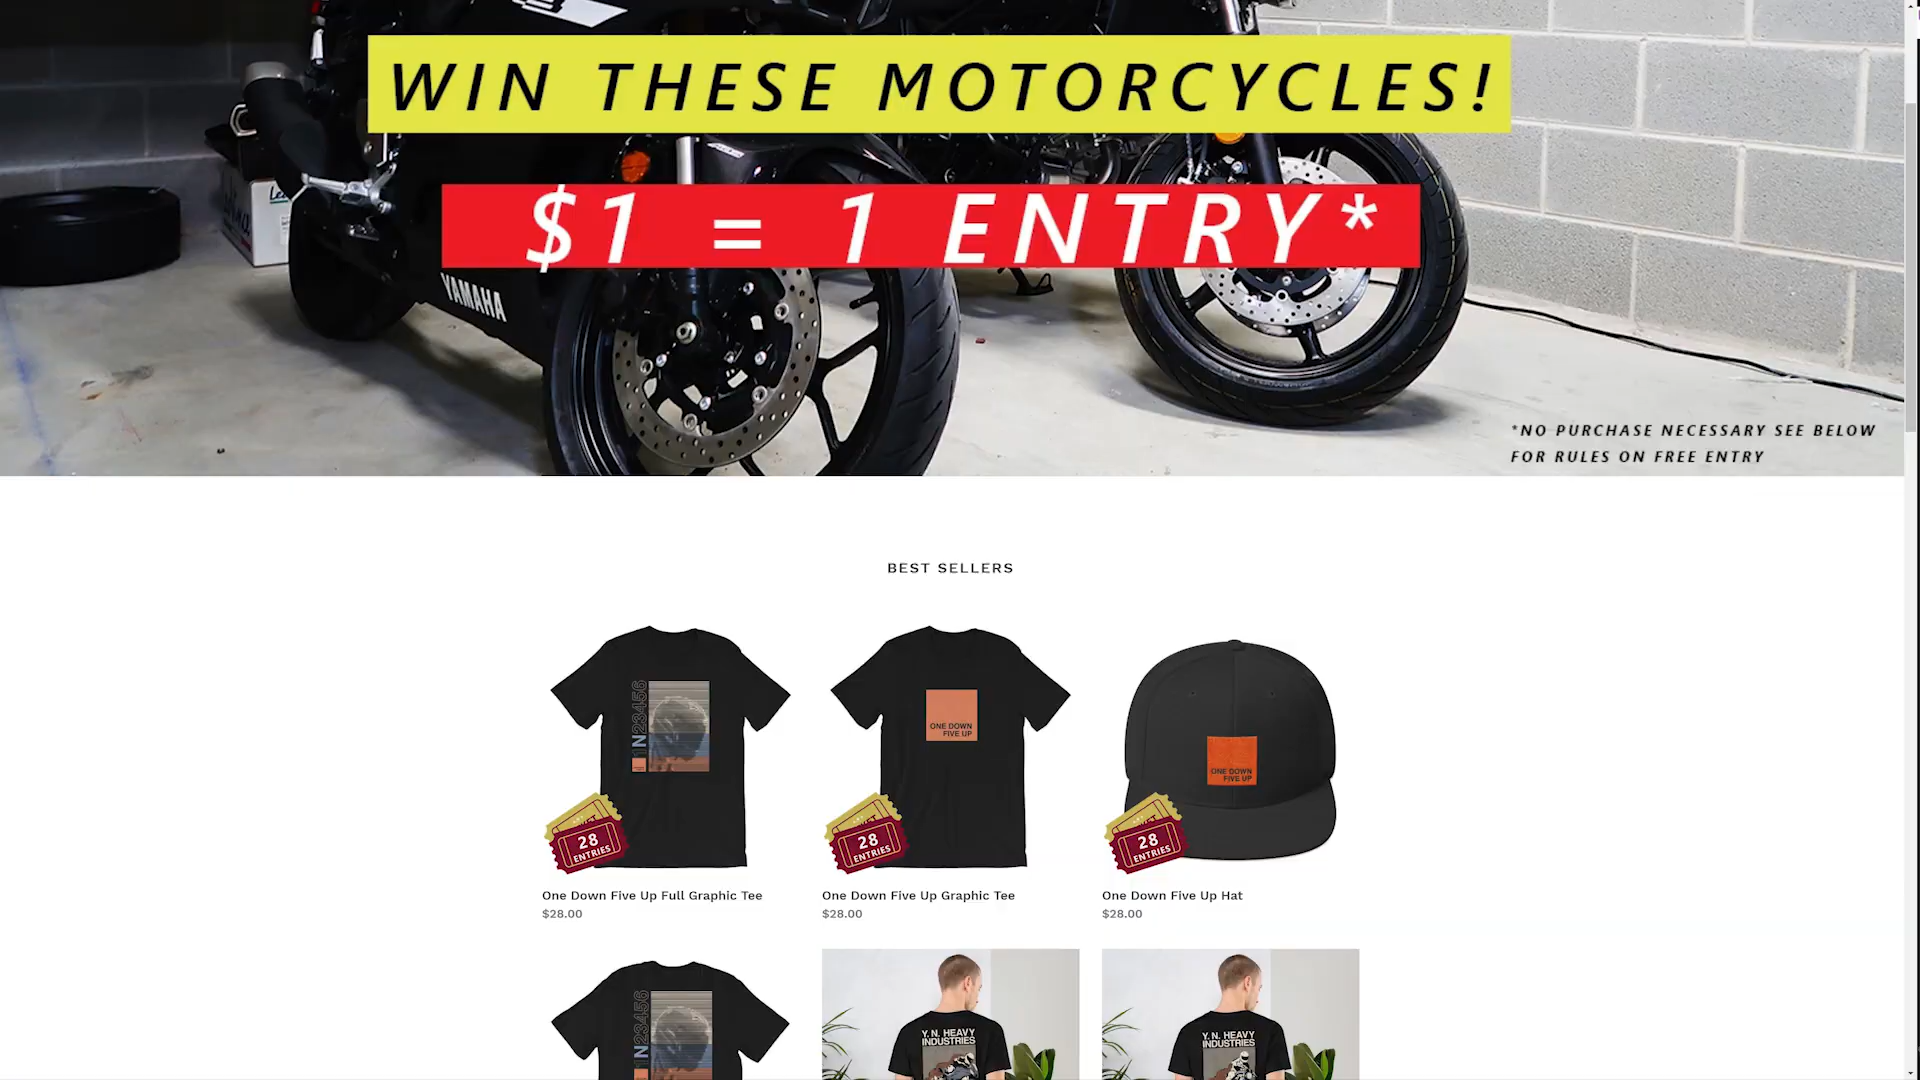 WIN THESE MOTORCYCLES!
$1 = 1 ENTRY*
YAMAHA
*NO PURCHASE NECESSARY SEE BELOW
FOR RULES ON FREE ENTRY
BEST SELLERS
1N23456
28
ENTRIES
One Down Five Up Full Graphic Tee
$28.00
ONE DOWN
FIVE UP
28
ENTRIES
One Down Five Up Graphic Tee
$28.00
ONE DOWN
FIVE UP
28
ENTRIES
One Down Five Up Hat
$28.00
1N23456
Y. N. HEAVY
INDUSTRIES
Y. N. HEAVY
INDUSTRIES